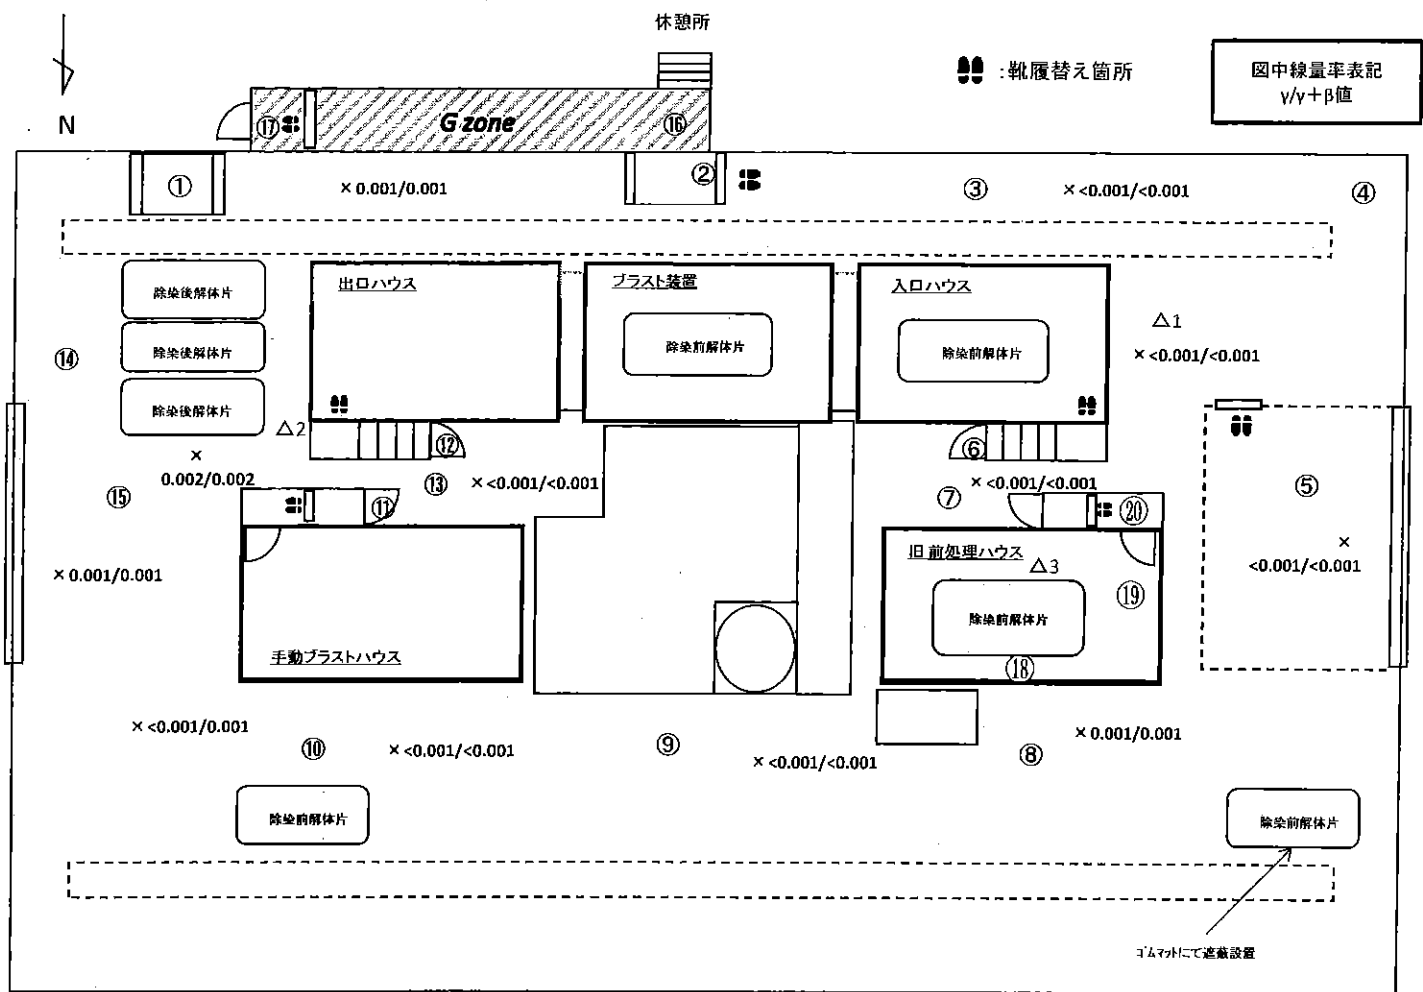 休憩所
:靴履替え箇所
図中線量率表記
γ/γ+β値
N
⑰
G zone
⑯
①
× 0.001/0.001
②
③
× <0.001/<0.001
④
除染後解体片
除染後解体片
除染後解体片
出口ハウス
ブラスト装置
除染前解体片
入口ハウス
除染前解体片
△1
× <0.001/<0.001
⑭
△2
×
0.002/0.002
⑮
⑫
⑬
× <0.001/<0.001
⑪
⑥
× <0.001/<0.001
⑦
⑳
⑤
×
<0.001/<0.001
× 0.001/0.001
手動ブラストハウス
旧前処理ハウス
△3
除染前解体片
⑲
⑱
× <0.001/0.001
⑩
× <0.001/<0.001
⑨
× <0.001/<0.001
⑧
× 0.001/0.001
除染前解体片
除染前解体片
ゴムマットにて遮蔽設置